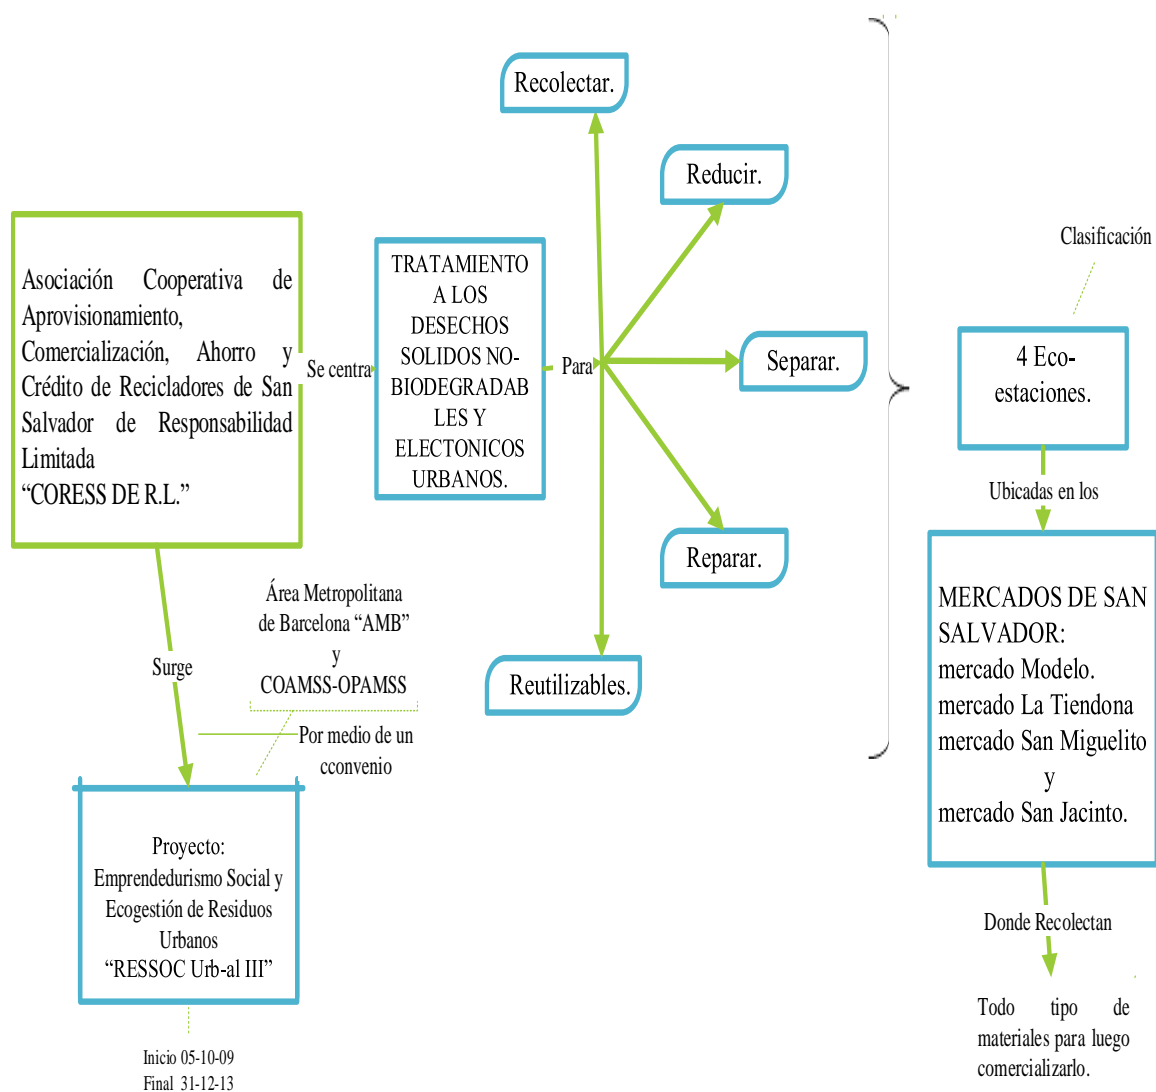 Asociación Cooperativa de
Aprovisionamiento,
Comercialización, Ahorro y
Crédito de Recicladores de San
Salvador de Responsabilidad
Limitada
“CORESS DE R.L.”
Se centra
TRATAMIENTO
A LOS
DESECHOS
SOLIDOS NO-
BIODEGRADAB
LES Y
ELECTONICOS
URBANOS.
Para
Recolectar.
Reducir.
Separar.
Reparar.
Reutilizables.
Clasificación
4 Eco-
estaciones.
Ubicadas en los
MERCADOS DE SAN
SALVADOR:
mercado Modelo.
mercado La Tiendona
mercado San Miguelito
y
mercado San Jacinto.
Donde Recolectan
Todo tipo de
materiales para luego
comercializarlo.
Surge
Área Metropolitana
de Barcelona “AMB”
y
COAMSS-OPAMSS
Por medio de un
cconvenio
Proyecto:
Emprendedurismo Social y
Ecogestión de Residuos
Urbanos
“RESSOC Urb-al III”
Inicio 05-10-09
Final 31-12-13